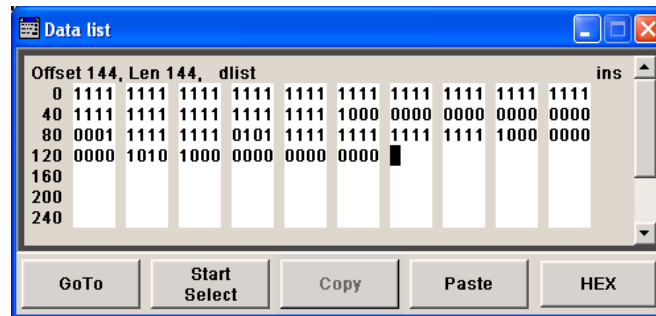 Data list
Offset 144, Len 144, dlist ins
0 1111 1111 1111 1111 1111 1111 1111 1111 1111 1111
40 1111 1111 1111 1111 1111 1000 0000 0000 0000 0000
80 0001 1111 1111 0101 1111 1111 1111 1111 1000 0000
120 0000 1010 1000 0000 0000 0000
160
200
240
GoTo Start Select Copy Paste HEX